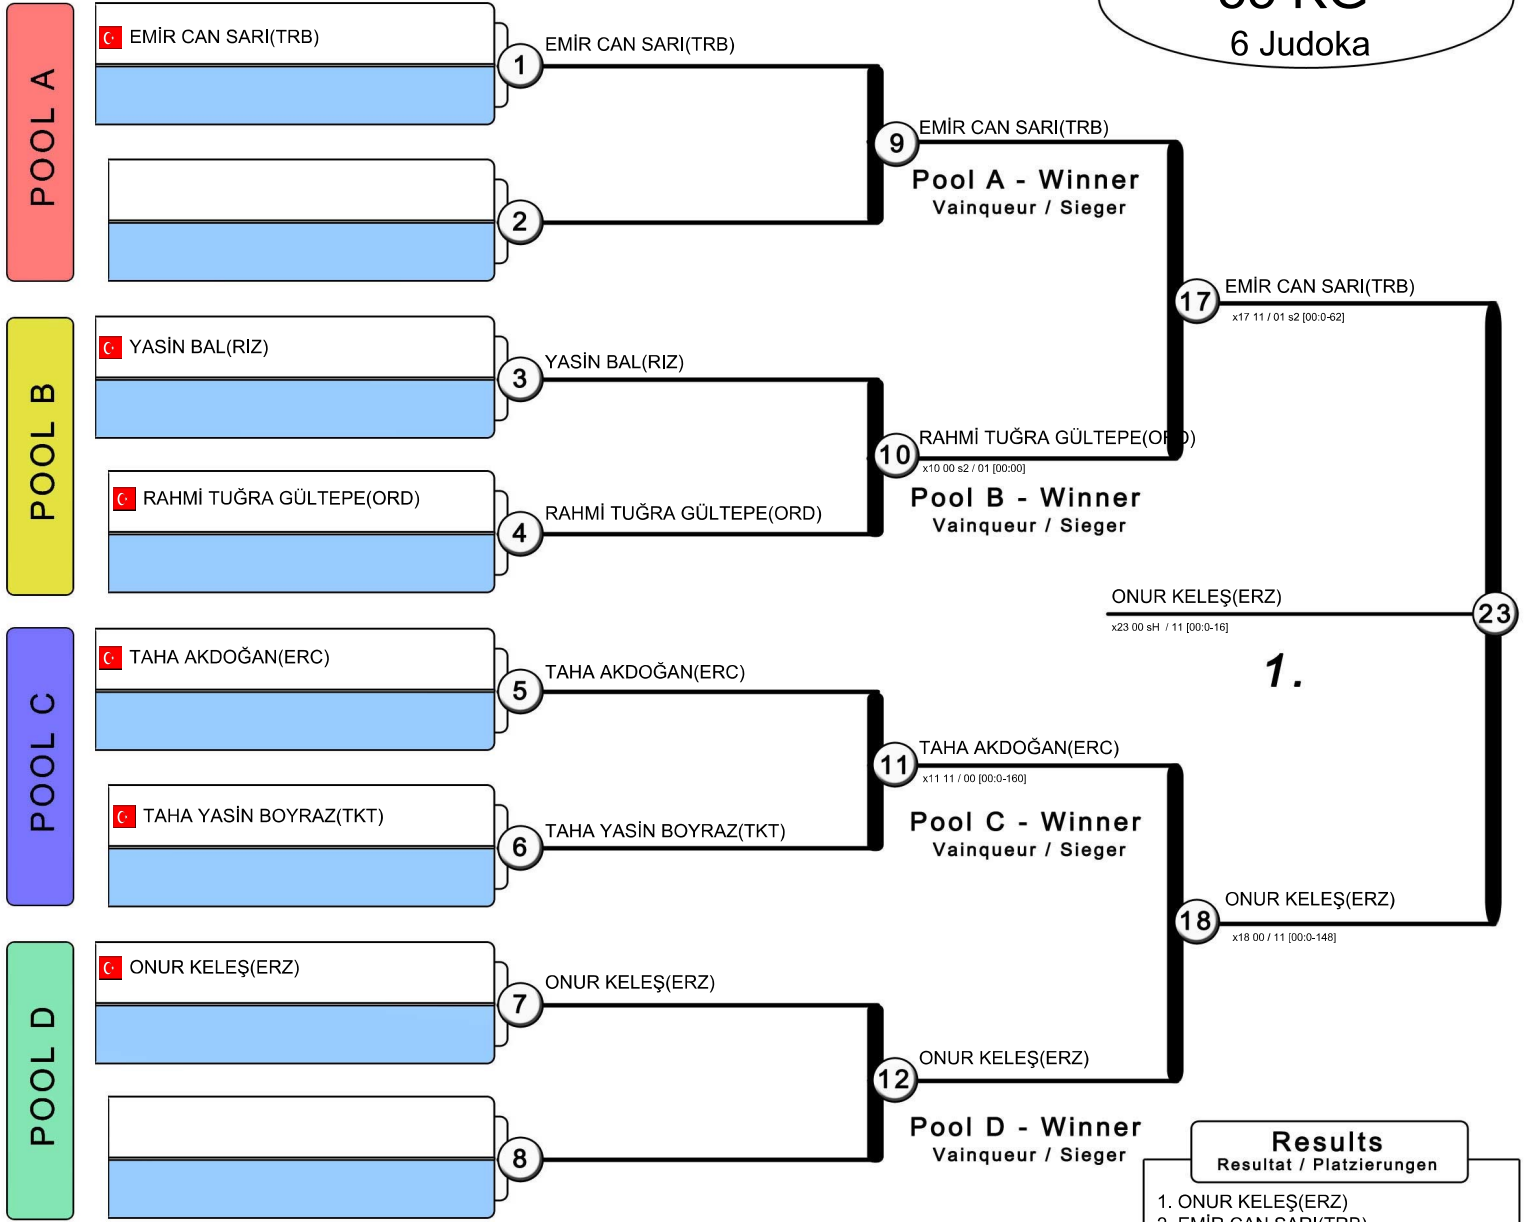 6 Judoka
POOL A
EMİR CAN SARI(TRB)
1
EMİR CAN SARI(TRB)
2
9
EMİR CAN SARI(TRB)
Pool A - Winner
Vainqueur / Sieger
17
EMİR CAN SARI(TRB)
x17 11 / 01 s2 [00:0-62]
POOL B
YASİN BAL(RIZ)
3
YASİN BAL(RIZ)
RAHMİ TUĞRA GÜLTEPE(ORD)
4
RAHMİ TUĞRA GÜLTEPE(ORD)
10
RAHMİ TUĞRA GÜLTEPE(ORD)
x10 00 s2 / 01 [00:00]
Pool B - Winner
Vainqueur / Sieger
ONUR KELEŞ(ERZ)
23
x23 00 sH / 11 [00:0-16]
1.
POOL C
TAHA AKDOĞAN(ERC)
5
TAHA AKDOĞAN(ERC)
TAHA YASİN BOYRAZ(TKT)
6
TAHA YASİN BOYRAZ(TKT)
11
TAHA AKDOĞAN(ERC)
x11 11 / 00 [00:0-160]
Pool C - Winner
Vainqueur / Sieger
18
ONUR KELEŞ(ERZ)
x18 00 / 11 [00:0-148]
POOL D
ONUR KELEŞ(ERZ)
7
ONUR KELEŞ(ERZ)
8
12
ONUR KELEŞ(ERZ)
Pool D - Winner
Vainqueur / Sieger
Results
Resultat / Platzierungen
1. ONUR KELEŞ(ERZ)
2. EMİR CAN SARI(TRB)